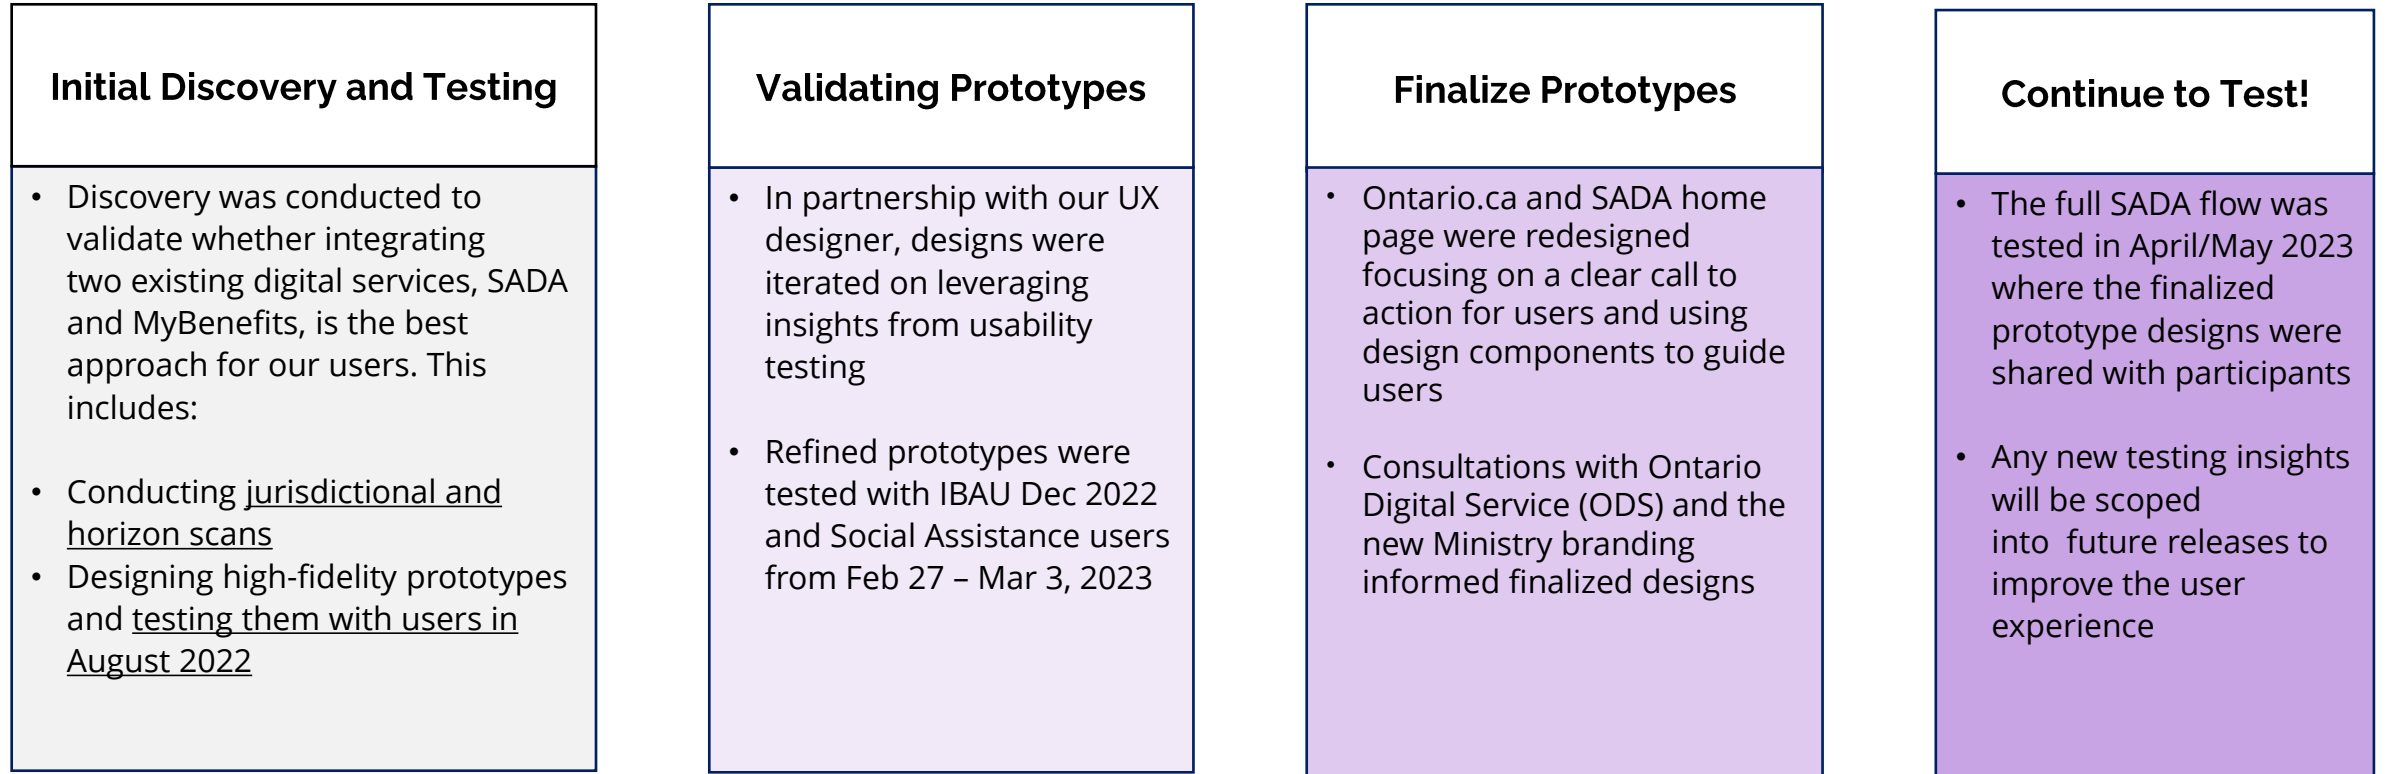 Initial Discovery and Testing
• Discovery was conducted to
validate whether integrating
two existing digital services, SADA
and MyBenefits, is the best
approach for our users. This
includes:
• Conducting jurisdictional and
horizon scans
• Designing high-fidelity prototypes
and testing them with users in
August 2022
Validating Prototypes
• In partnership with our UX
designer, designs were
iterated on leveraging
insights from usability
testing
• Refined prototypes were
tested with IBAU Dec 2022
and Social Assistance users
from Feb 27 – Mar 3, 2023
Finalize Prototypes
• Ontario.ca and SADA home
page were redesigned
focusing on a clear call to
action for users and using
design components to guide
users
• Consultations with Ontario
Digital Service (ODS) and the
new Ministry branding
informed finalized designs
Continue to Test!
• The full SADA flow was
tested in April/May 2023
where the finalized
prototype designs were
shared with participants
• Any new testing insights
will be scoped
into  future releases to
improve the user
experience